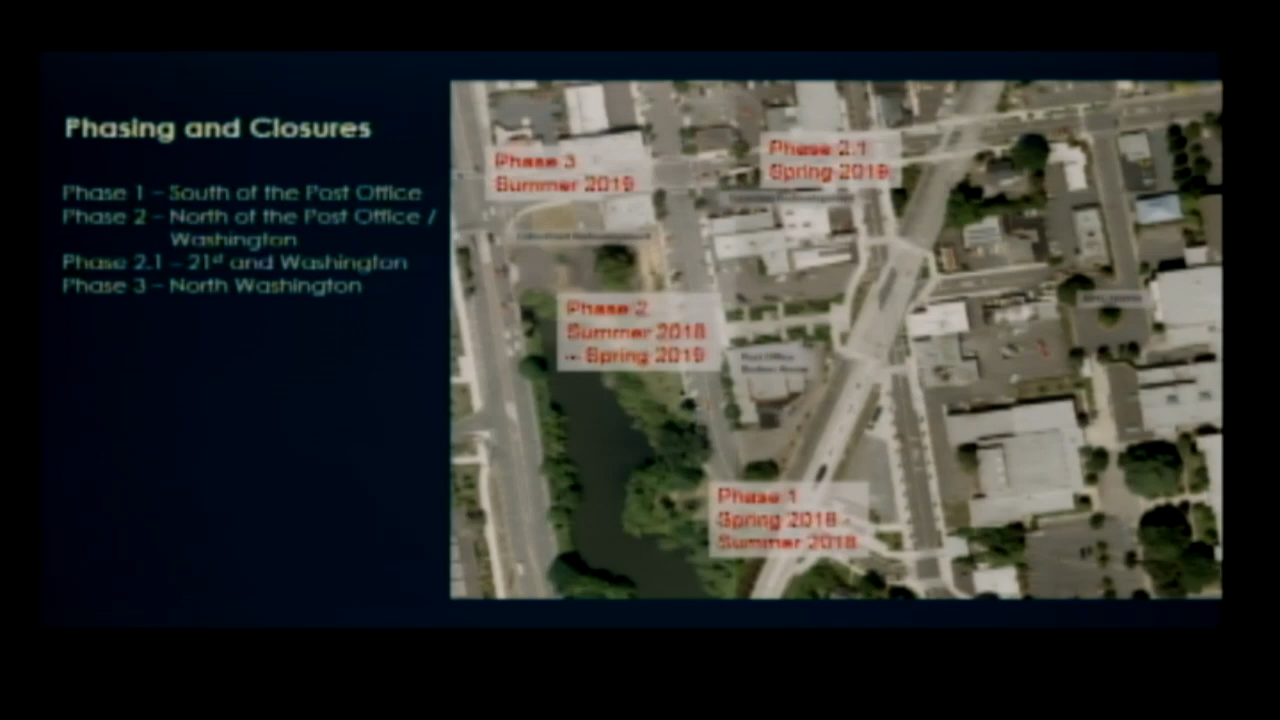 Phasing and Closures
Phase 1 – South of the Post Office
Phase 2 – North of the Post Office /
Washington
Phase 2.1 – 21st and Washington
Phase 3 – North Washington
Phase 3
Summer 2019
Phase 2.1
Spring 2019
Phase 2
Summer 2018
- Spring 2019
Post Office
Phase 1
Spring 2018 -
Summer 2018